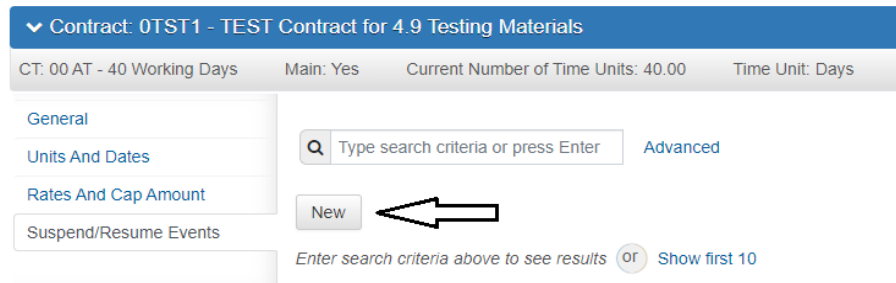 Contract: 0TST1 - TEST Contract for 4.9 Testing Materials
CT: 00 AT - 40 Working Days Main: Yes Current Number of Time Units: 40.00 Time Unit: Days
General
Units And Dates
Rates And Cap Amount
Suspend/Resume Events
Type search criteria or press Enter Advanced
New
Enter search criteria above to see results or Show first 10